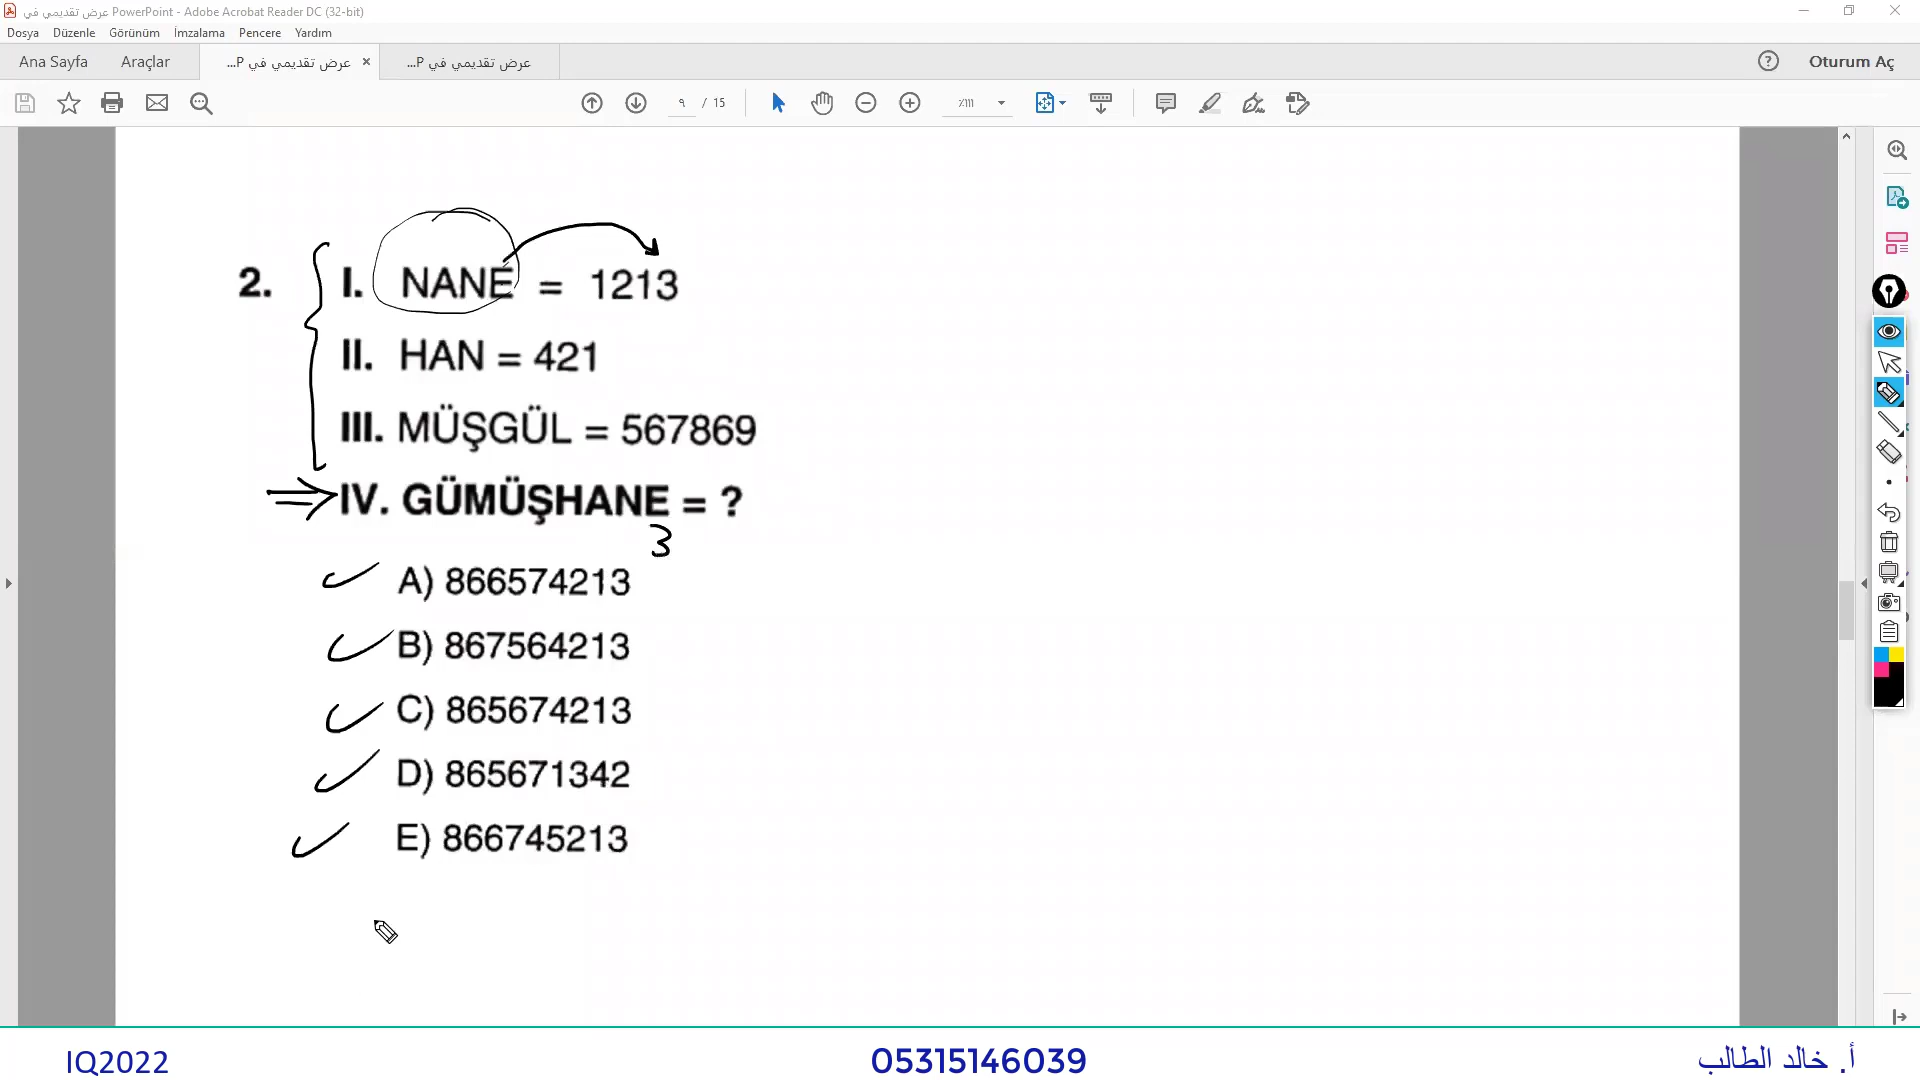 عرض تقديمي في PowerPoint - Adobe Acrobat Reader DC (32-bit)
Dosya Düzenle Görünüm İmzalama Pencere Yardım
Ana Sayfa Araçlar عرض تقديمي في P... × عرض تقديمي في P... ? Oturum Aç
٩ / 15 ٪١١١
2. I. NANE = 1213
II. HAN = 421
III. MÜŞGÜL = 567869
IV. GÜMÜŞHANE = ?
3
A) 866574213
B) 867564213
C) 865674213
D) 865671342
E) 866745213
IQ2022 05315146039 أ. خالد الطالب